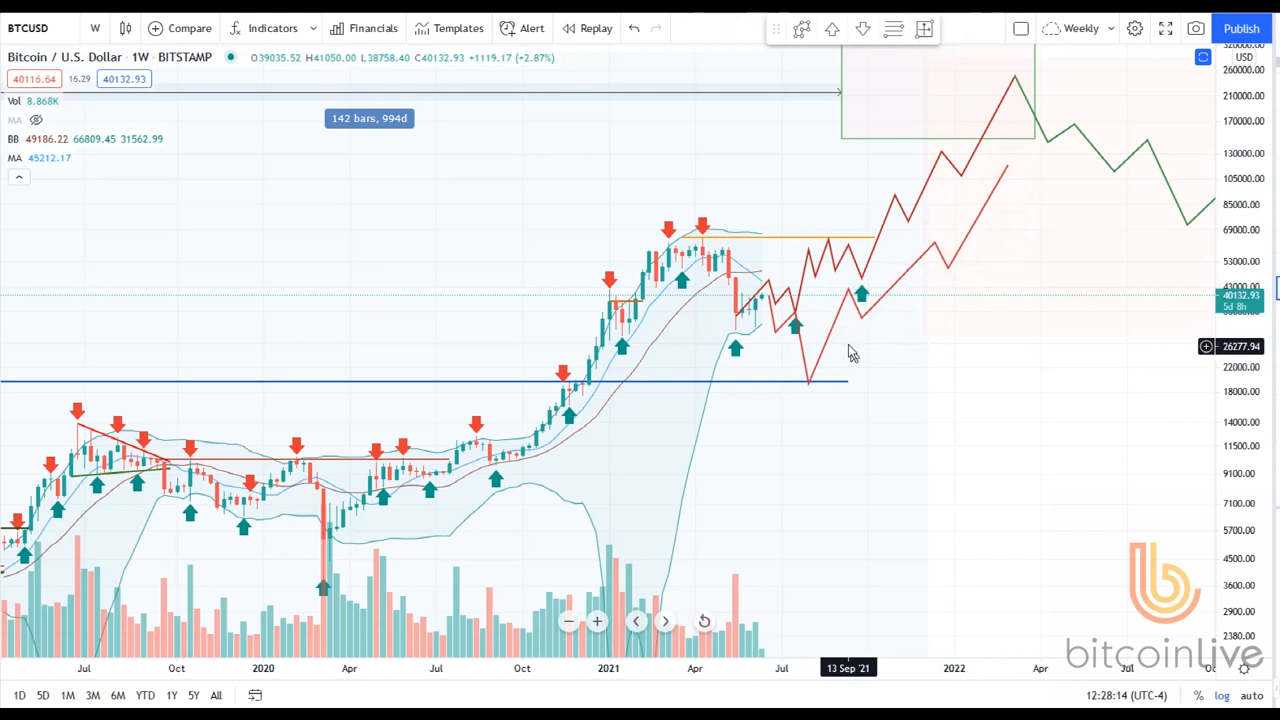 BTCUSD W Compare Indicators Financials Templates Alert Replay Weekly Publish
Bitcoin / U.S. Dollar · 1W · BITSTAMP O39035.52 H41050.00 L38758.40 C40132.93 +1119.17 (+2.87%)
40116.64 16.29 40132.93
Vol 8.868K
MA
BB 49186.22 66809.45 31562.99
MA 45212.17
142 bars, 994d
USD
260000.00
210000.00
170000.00
130000.00
105000.00
85000.00
69000.00
53000.00
40132.93
5d 8h
26277.94
22000.00
18000.00
14000.00
11500.00
9100.00
7100.00
5700.00
4500.00
3600.00
2900.00
2380.00
bitcoinlive
Jul Oct 2020 Apr Jul Oct 2021 Apr Jul 13 Sep '21 2022 Apr Jul
1D 5D 1M 3M 6M YTD 1Y 5Y All 12:28:14 (UTC-4) % log auto